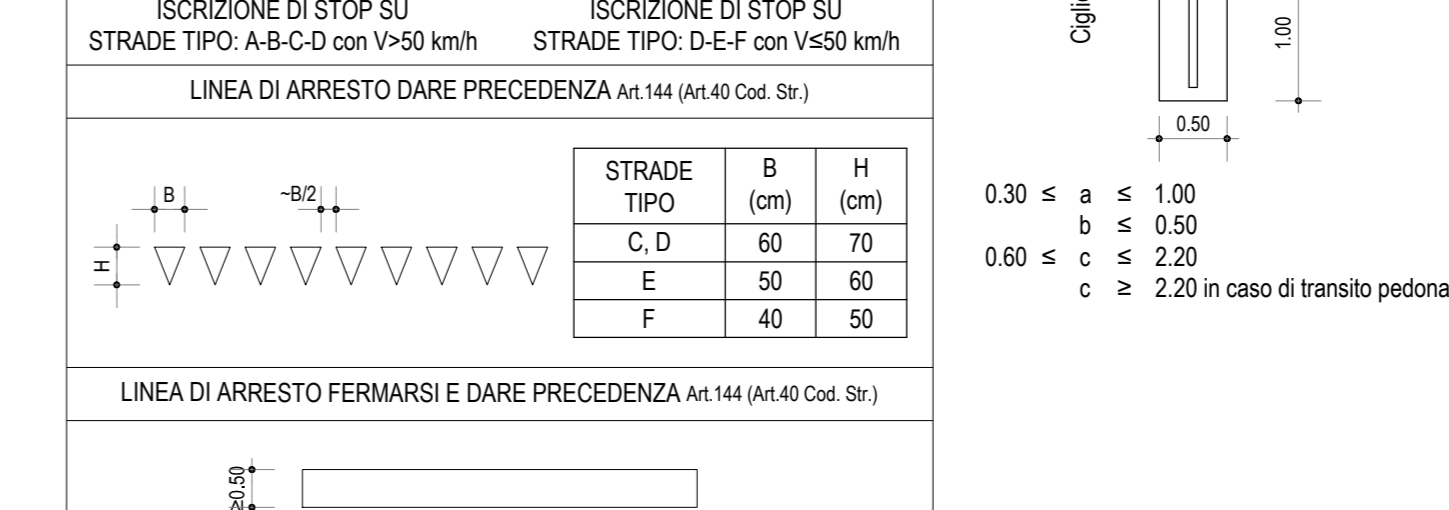 ISCRIZIONE DI STOP SU
STRADE TIPO: A-B-C-D con V>50 km/h
ISCRIZIONE DI STOP SU
STRADE TIPO: D-E-F con V≤50 km/h
LINEA DI ARRESTO DARE PRECEDENZA Art.144 (Art.40 Cod. Str.)
B
~B/2
H
STRADE TIPO B (cm) H (cm)
C, D 60 70
E 50 60
F 40 50
LINEA DI ARRESTO FERMARSI E DARE PRECEDENZA Art.144 (Art.40 Cod. Str.)
≥0.50
1.00
0.50
0.30 ≤ a ≤ 1.00
b ≤ 0.50
0.60 ≤ c ≤ 2.20
c ≥ 2.20 in caso di transito pedona